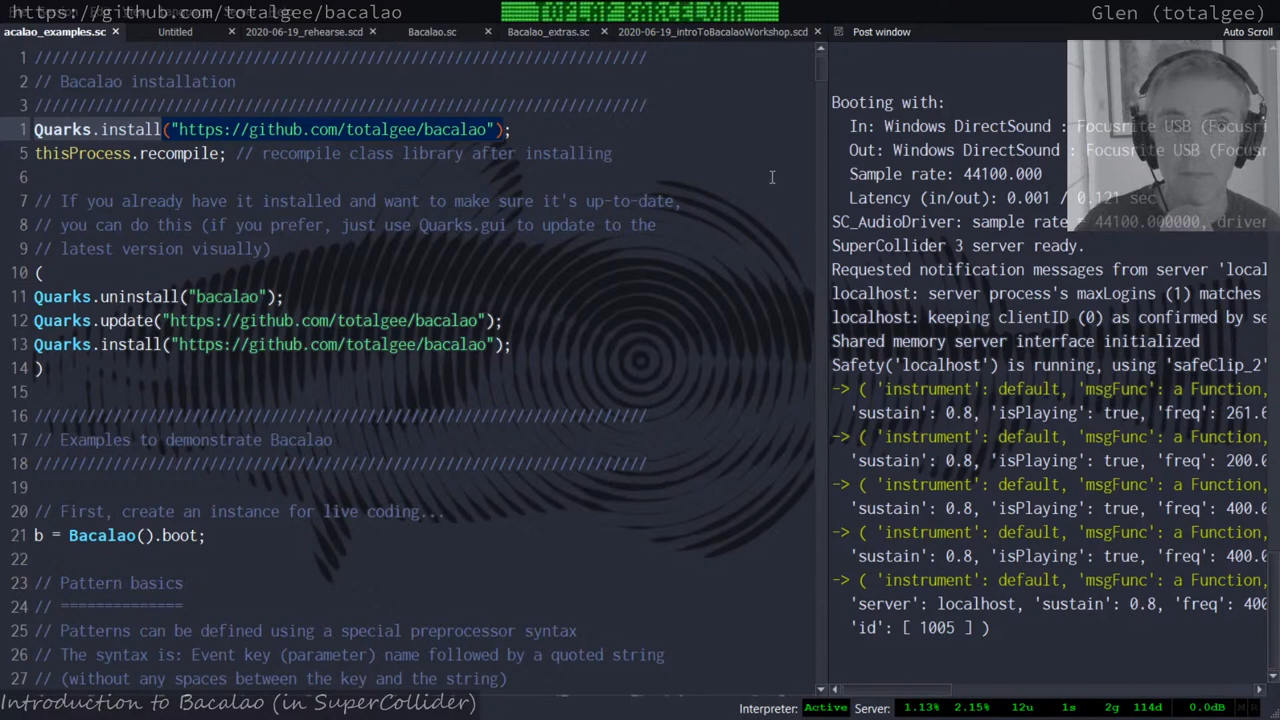 https://github.com/totalgee/bacalao
Glen (totalgee)
acalao_examples.sc
Untitled
2020-06-19_rehearse.scd
Bacalao.sc
Bacalao_extras.sc
2020-06-19_introToBacalaoWorkshop.scd
Post window
Auto Scroll
1 ////////////////////////////////////////////////////////////////////////
2 // Bacalao installation
3 ////////////////////////////////////////////////////////////////////////
1 Quarks.install("https://github.com/totalgee/bacalao");
5 thisProcess.recompile; // recompile class library after installing
6
7 // If you already have it installed and want to make sure it's up-to-date,
8 // you can do this (if you prefer, just use Quarks.gui to update to the
9 // latest version visually)
10 (
11 Quarks.uninstall("bacalao");
12 Quarks.update("https://github.com/totalgee/bacalao");
13 Quarks.install("https://github.com/totalgee/bacalao");
14 )
15
16 ////////////////////////////////////////////////////////////////////////
17 // Examples to demonstrate Bacalao
18 ////////////////////////////////////////////////////////////////////////
19
20 // First, create an instance for live coding...
21 b = Bacalao().boot;
22
23 // Pattern basics
24 // ==============
25 // Patterns can be defined using a special preprocessor syntax
26 // The syntax is: Event key (parameter) name followed by a quoted string
27 // (without any spaces between the key and the string)
Booting with:
In: Windows DirectSound : Focusrite USB (Focusri
Out: Windows DirectSound : Focusrite USB (Focusr
Sample rate: 44100.000
Latency (in/out): 0.001 / 0.121 sec
SC_AudioDriver: sample rate = 44100.000000, driver
SuperCollider 3 server ready.
Requested notification messages from server 'local
localhost: server process's maxLogins (1) matches
localhost: keeping clientID (0) as confirmed by se
Shared memory server interface initialized
Safety('localhost') is running, using 'safeClip_2'
-> ( 'instrument': default, 'msgFunc': a Function,
'sustain': 0.8, 'isPlaying': true, 'freq': 261.6
-> ( 'instrument': default, 'msgFunc': a Function,
'sustain': 0.8, 'isPlaying': true, 'freq': 200.0
-> ( 'instrument': default, 'msgFunc': a Function,
'sustain': 0.8, 'isPlaying': true, 'freq': 400.0
-> ( 'instrument': default, 'msgFunc': a Function,
'sustain': 0.8, 'isPlaying': true, 'freq': 400.0
-> ( 'instrument': default, 'msgFunc': a Function,
'server': localhost, 'sustain': 0.8, 'freq': 400
'id': [ 1005 ] )
Introduction to Bacalao (in SuperCollider)
Interpreter: Active Server: 1.13% 2.15% 12u 1s 2g 114d 0.0dB M R